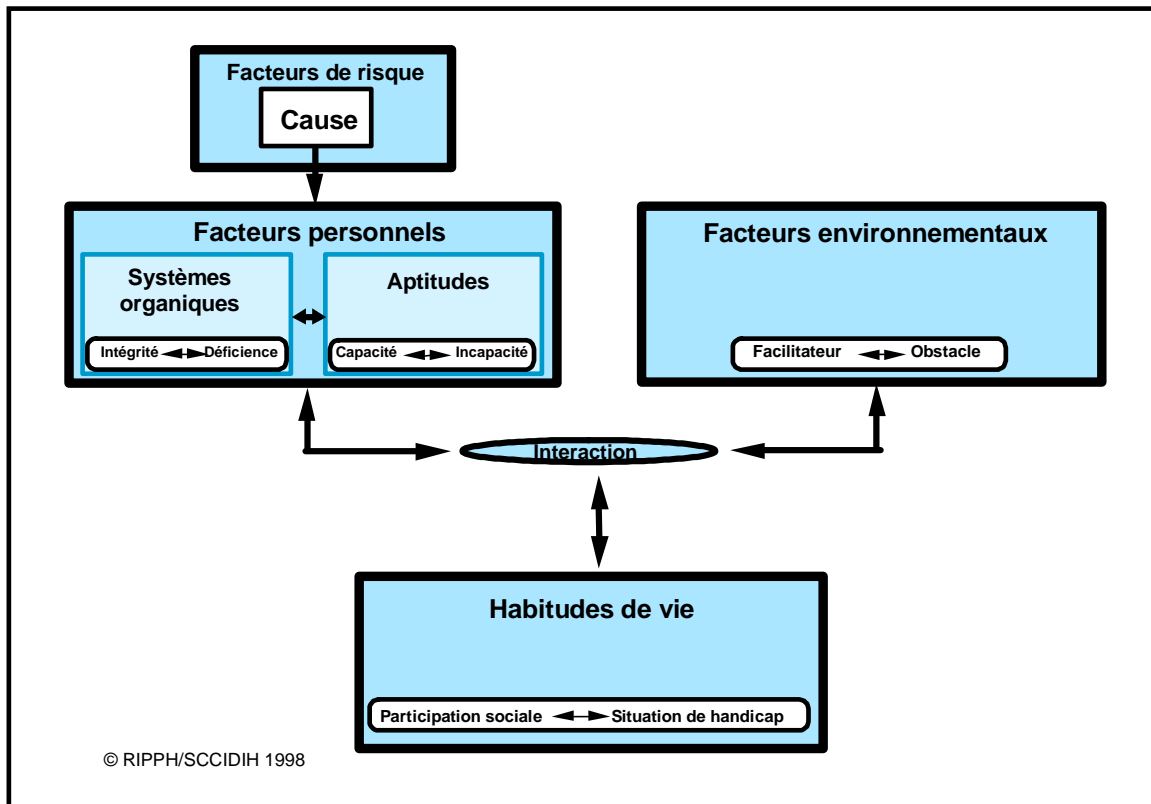 Facteurs de risque
Cause
Facteurs personnels
Systèmes
organiques
Intégrité
Déficience
Aptitudes
Capacité
Incapacité
Facteurs environnementaux
Facilitateur
Obstacle
Interaction
Habitudes de vie
Participation sociale
Situation de handicap
© RIPPH/SCCIDIH 1998